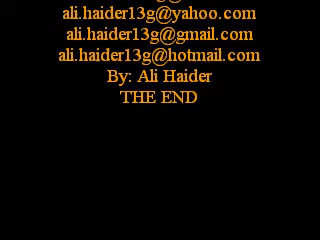 ali.haider13g@yahoo.com
ali.haider13g@gmail.com
ali.haider13g@hotmail.com
By: Ali Haider
THE END